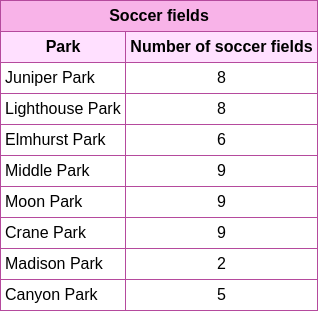 Soccer fields
Park Number of soccer fields
Juniper Park 8
Lighthouse Park 8
Elmhurst Park 6
Middle Park 9
Moon Park 9
Crane Park 9
Madison Park 2
Canyon Park 5